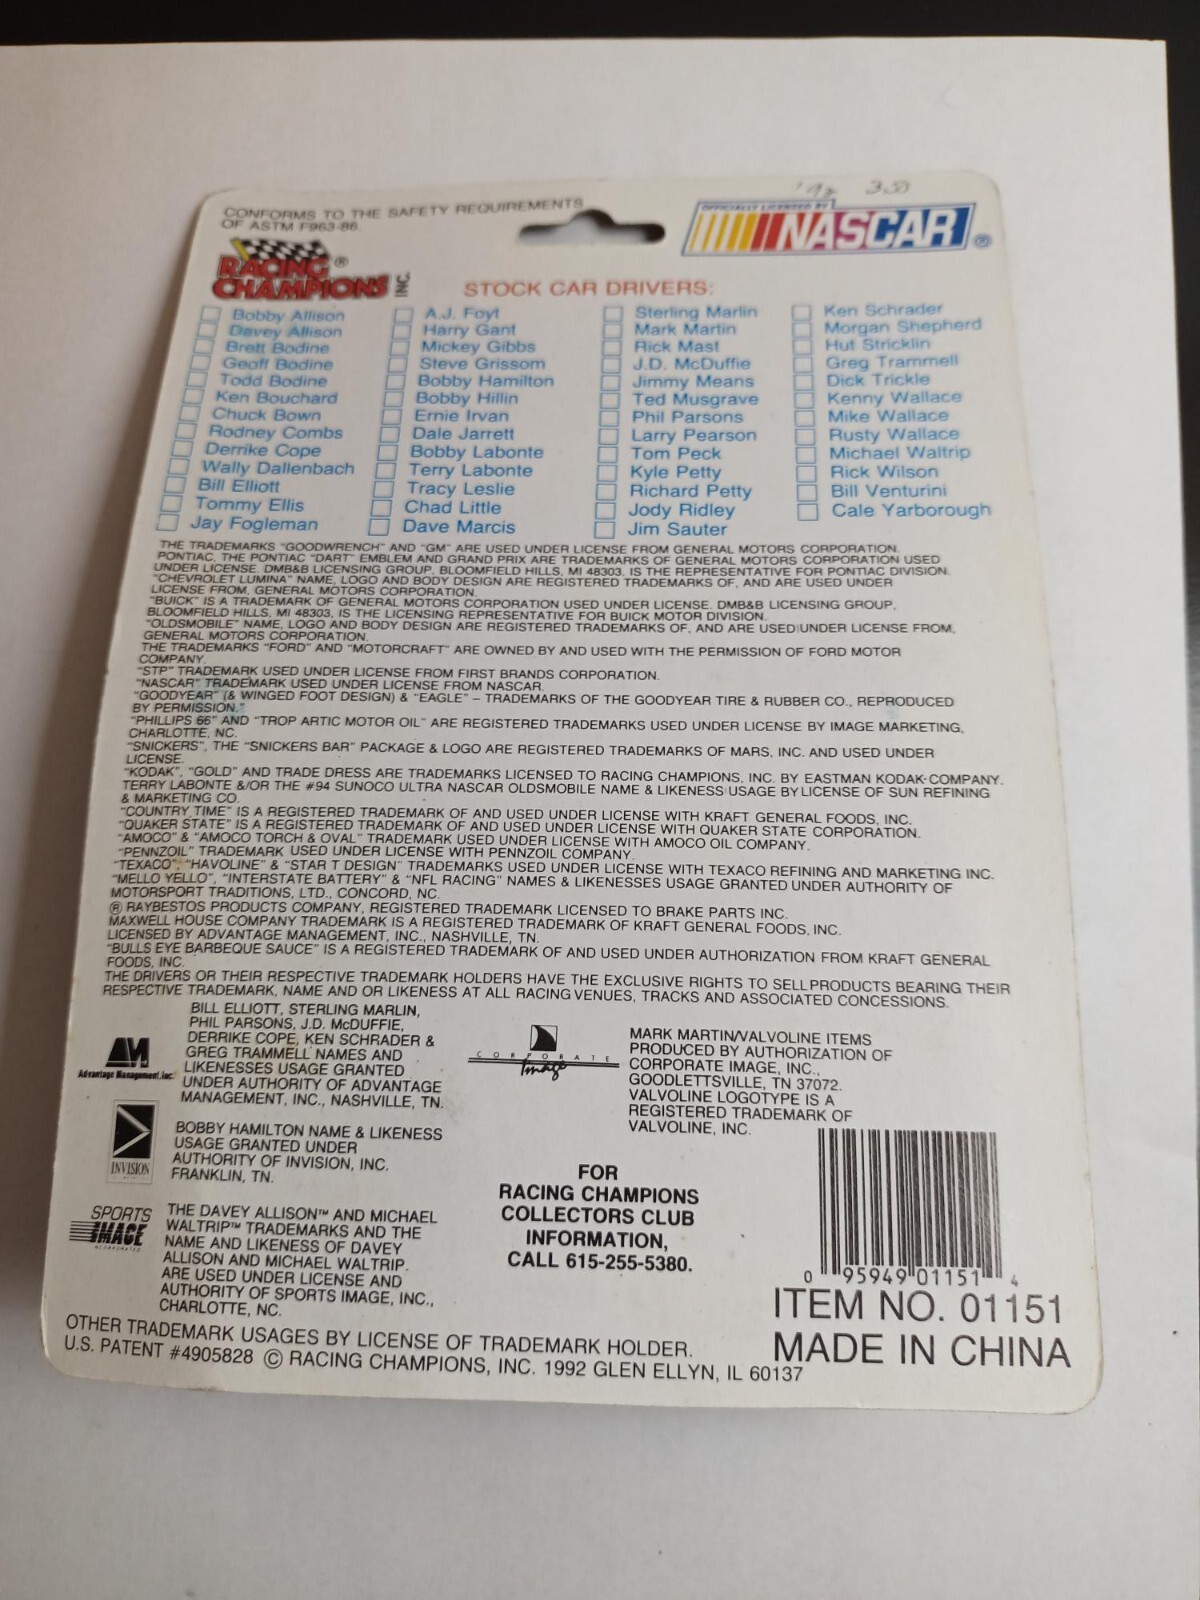 '92 3.50
CONFORMS TO THE SAFETY REQUIREMENTS
OF ASTM F963-86.
OFFICIALLY LICENSED BY
NASCAR®
RACING®
CHAMPIONS INC.
STOCK CAR DRIVERS:
Bobby Allison
Davey Allison
Brett Bodine
Geoff Bodine
Todd Bodine
Ken Bouchard
Chuck Bown
Rodney Combs
Derrike Cope
Wally Dallenbach
Bill Elliott
Tommy Ellis
Jay Fogleman
A.J. Foyt
Harry Gant
Mickey Gibbs
Steve Grissom
Bobby Hamilton
Bobby Hillin
Ernie Irvan
Dale Jarrett
Bobby Labonte
Terry Labonte
Tracy Leslie
Chad Little
Dave Marcis
Sterling Marlin
Mark Martin
Rick Mast
J.D. McDuffie
Jimmy Means
Ted Musgrave
Phil Parsons
Larry Pearson
Tom Peck
Kyle Petty
Richard Petty
Jody Ridley
Jim Sauter
Ken Schrader
Morgan Shepherd
Hut Stricklin
Greg Trammell
Dick Trickle
Kenny Wallace
Mike Wallace
Rusty Wallace
Michael Waltrip
Rick Wilson
Bill Venturini
Cale Yarborough
THE TRADEMARKS "GOODWRENCH" AND "GM" ARE USED UNDER LICENSE FROM GENERAL MOTORS CORPORATION.
PONTIAC, THE PONTIAC "DART" EMBLEM AND GRAND PRIX ARE TRADEMARKS OF GENERAL MOTORS CORPORATION USED
UNDER LICENSE. DMB&B LICENSING GROUP, BLOOMFIELD HILLS, MI 48303, IS THE REPRESENTATIVE FOR PONTIAC DIVISION.
"CHEVROLET LUMINA" NAME, LOGO AND BODY DESIGN ARE REGISTERED TRADEMARKS OF, AND ARE USED UNDER
LICENSE FROM, GENERAL MOTORS CORPORATION.
"BUICK" IS A TRADEMARK OF GENERAL MOTORS CORPORATION USED UNDER LICENSE. DMB&B LICENSING GROUP,
BLOOMFIELD HILLS, MI 48303, IS THE LICENSING REPRESENTATIVE FOR BUICK MOTOR DIVISION.
"OLDSMOBILE" NAME, LOGO AND BODY DESIGN ARE REGISTERED TRADEMARKS OF, AND ARE USED UNDER LICENSE FROM,
GENERAL MOTORS CORPORATION.
THE TRADEMARKS "FORD" AND "MOTORCRAFT" ARE OWNED BY AND USED WITH THE PERMISSION OF FORD MOTOR
COMPANY.
"STP" TRADEMARK USED UNDER LICENSE FROM FIRST BRANDS CORPORATION.
"NASCAR" TRADEMARK USED UNDER LICENSE FROM NASCAR.
"GOODYEAR" (& WINGED FOOT DESIGN) & "EAGLE" – TRADEMARKS OF THE GOODYEAR TIRE & RUBBER CO., REPRODUCED
BY PERMISSION."
"PHILLIPS 66" AND "TROP ARTIC MOTOR OIL" ARE REGISTERED TRADEMARKS USED UNDER LICENSE BY IMAGE MARKETING,
CHARLOTTE, NC.
"SNICKERS", THE "SNICKERS BAR" PACKAGE & LOGO ARE REGISTERED TRADEMARKS OF MARS, INC. AND USED UNDER
LICENSE.
"KODAK", "GOLD" AND TRADE DRESS ARE TRADEMARKS LICENSED TO RACING CHAMPIONS, INC. BY EASTMAN KODAK COMPANY.
TERRY LABONTE &/OR THE #94 SUNOCO ULTRA NASCAR OLDSMOBILE NAME & LIKENESS USAGE BY LICENSE OF SUN REFINING
& MARKETING CO.
"COUNTRY TIME" IS A REGISTERED TRADEMARK OF AND USED UNDER LICENSE WITH KRAFT GENERAL FOODS, INC.
"QUAKER STATE" IS A REGISTERED TRADEMARK OF AND USED UNDER LICENSE WITH QUAKER STATE CORPORATION.
"AMOCO" & "AMOCO TORCH & OVAL" TRADEMARK USED UNDER LICENSE WITH AMOCO OIL COMPANY.
"PENNZOIL" TRADEMARK USED UNDER LICENSE WITH PENNZOIL COMPANY.
"TEXACO", "HAVOLINE" & "STAR T DESIGN" TRADEMARKS USED UNDER LICENSE WITH TEXACO REFINING AND MARKETING INC.
"MELLO YELLO", "INTERSTATE BATTERY" & "NFL RACING" NAMES & LIKENESSES USAGE GRANTED UNDER AUTHORITY OF
MOTORSPORT TRADITIONS, LTD., CONCORD, NC.
® RAYBESTOS PRODUCTS COMPANY, REGISTERED TRADEMARK LICENSED TO BRAKE PARTS INC.
MAXWELL HOUSE COMPANY TRADEMARK IS A REGISTERED TRADEMARK OF KRAFT GENERAL FOODS, INC.
LICENSED BY ADVANTAGE MANAGEMENT, INC., NASHVILLE, TN.
"BULLS EYE BARBEQUE SAUCE" IS A REGISTERED TRADEMARK OF AND USED UNDER AUTHORIZATION FROM KRAFT GENERAL
FOODS, INC.
THE DRIVERS OR THEIR RESPECTIVE TRADEMARK HOLDERS HAVE THE EXCLUSIVE RIGHTS TO SELL PRODUCTS BEARING THEIR
RESPECTIVE TRADEMARK, NAME AND OR LIKENESS AT ALL RACING VENUES, TRACKS AND ASSOCIATED CONCESSIONS.
AM
Advantage Management, Inc.
BILL ELLIOTT, STERLING MARLIN,
PHIL PARSONS, J.D. McDUFFIE,
DERRIKE COPE, KEN SCHRADER &
GREG TRAMMELL NAMES AND
LIKENESSES USAGE GRANTED
UNDER AUTHORITY OF ADVANTAGE
MANAGEMENT, INC., NASHVILLE, TN.
INVISION
BOBBY HAMILTON NAME & LIKENESS
USAGE GRANTED UNDER
AUTHORITY OF INVISION, INC.
FRANKLIN, TN.
SPORTS
IMAGE
INCORPORATED
THE DAVEY ALLISON™ AND MICHAEL
WALTRIP™ TRADEMARKS AND THE
NAME AND LIKENESS OF DAVEY
ALLISON AND MICHAEL WALTRIP.
ARE USED UNDER LICENSE AND
AUTHORITY OF SPORTS IMAGE, INC.,
CHARLOTTE, NC.
CORPORATE
Image
MARK MARTIN/VALVOLINE ITEMS
PRODUCED BY AUTHORIZATION OF
CORPORATE IMAGE, INC.,
GOODLETTSVILLE, TN 37072.
VALVOLINE LOGOTYPE IS A
REGISTERED TRADEMARK OF
VALVOLINE, INC.
FOR
RACING CHAMPIONS
COLLECTORS CLUB
INFORMATION,
CALL 615-255-5380.
0 95949 01151 4
ITEM NO. 01151
MADE IN CHINA
OTHER TRADEMARK USAGES BY LICENSE OF TRADEMARK HOLDER.
U.S. PATENT #4905828 © RACING CHAMPIONS, INC. 1992 GLEN ELLYN, IL 60137